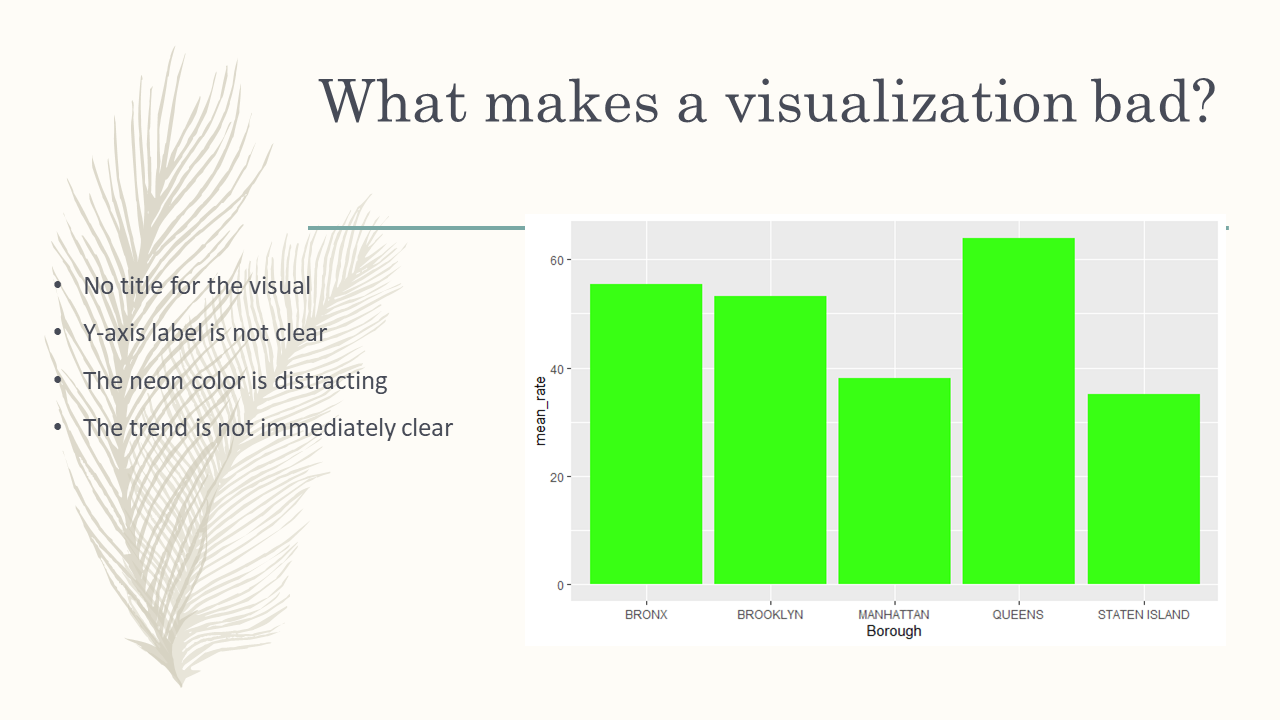 What makes a visualization bad?
• No title for the visual
• Y-axis label is not clear
• The neon color is distracting
• The trend is not immediately clear
mean_rate
60
40
20
0
BRONX BROOKLYN MANHATTAN QUEENS STATEN ISLAND
Borough